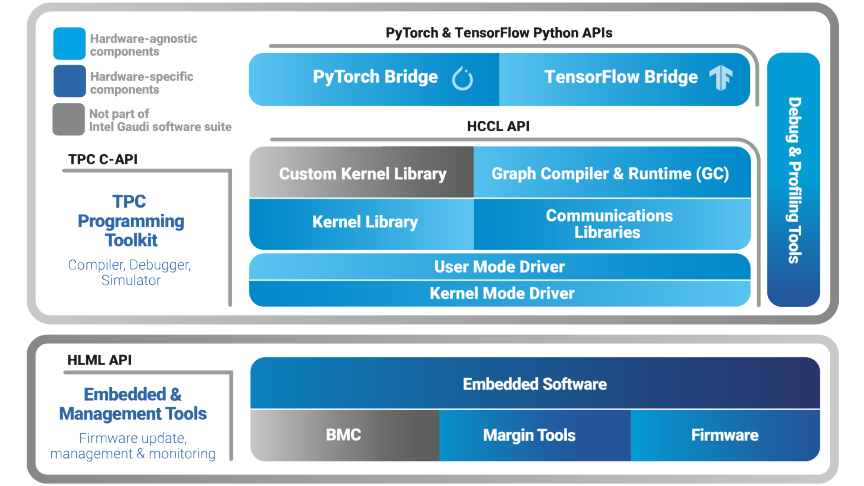 Hardware-agnostic
components
Hardware-specific
components
Not part of
Intel Gaudi software suite
PyTorch & TensorFlow Python APIs
PyTorch Bridge
TensorFlow Bridge
HCCL API
Custom Kernel Library
Graph Compiler & Runtime (GC)
Kernel Library
Communications
Libraries
User Mode Driver
Kernel Mode Driver
Debug & Profiling Tools
TPC C-API
TPC
Programming
Toolkit
Compiler, Debugger,
Simulator
HLML API
Embedded &
Management Tools
Firmware update,
management & monitoring
Embedded Software
BMC
Margin Tools
Firmware